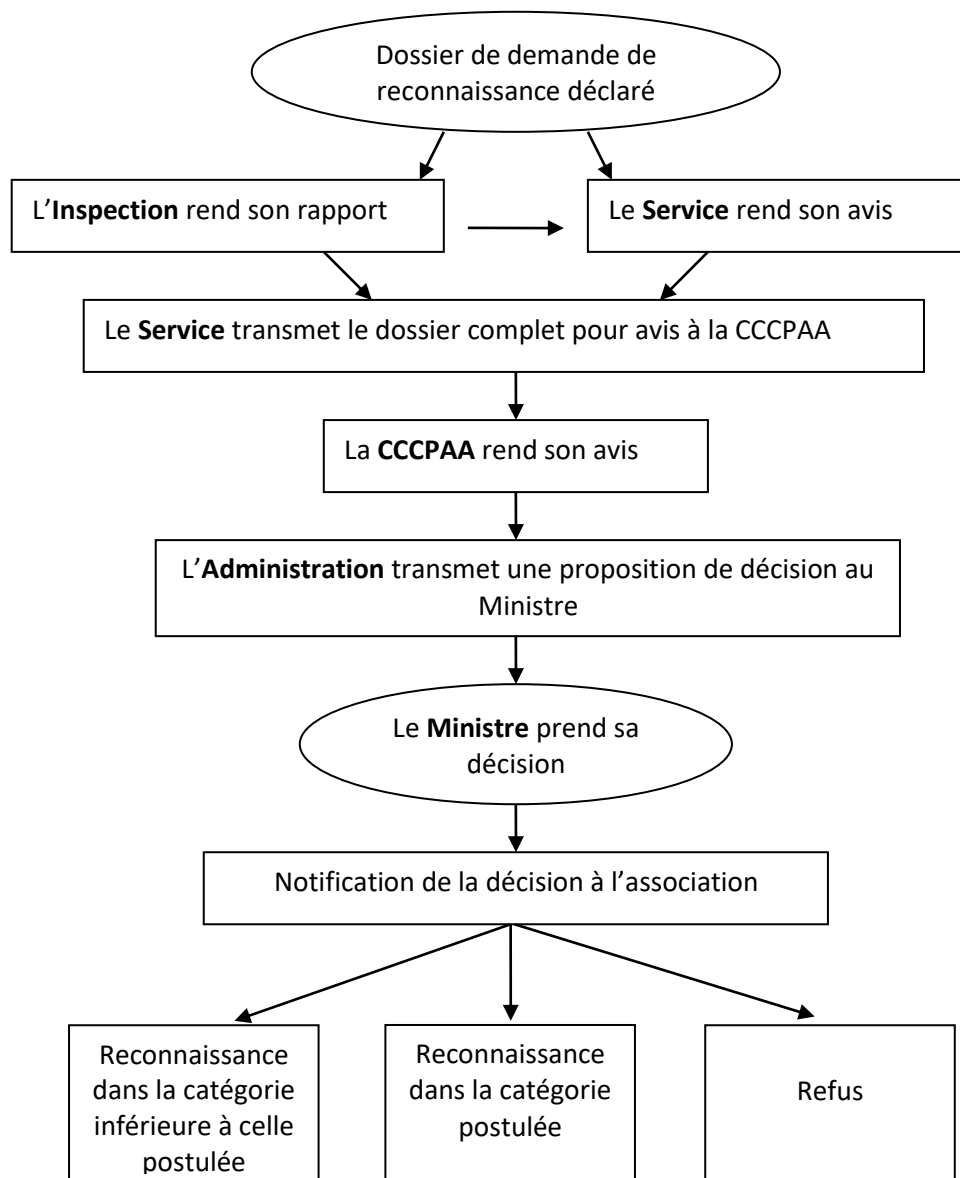 Dossier de demande de
reconnaissance déclaré
L’Inspection rend son rapport
Le Service rend son avis
Le Service transmet le dossier complet pour avis à la CCCPAA
La CCCPAA rend son avis
L’Administration transmet une proposition de décision au
Ministre
Le Ministre prend sa
décision
Notification de la décision à l’association
Reconnaissance
dans la catégorie
inférieure à celle
postulée
Reconnaissance
dans la catégorie
postulée
Refus